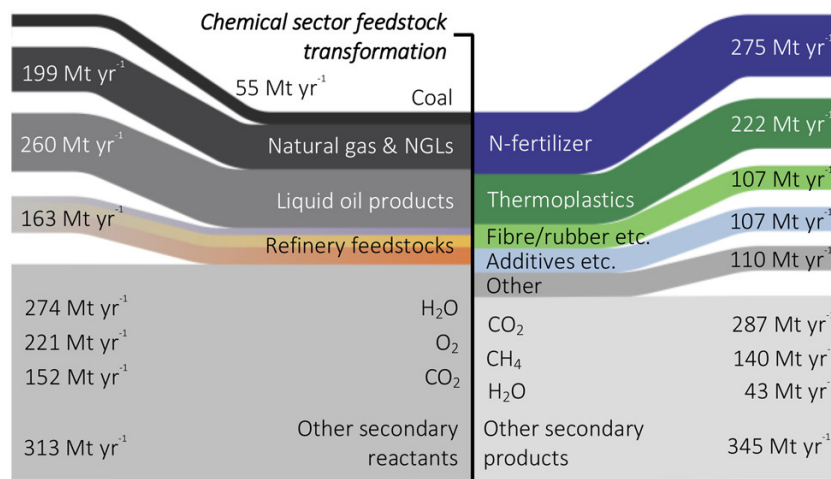 Chemical sector feedstock
transformation
55 Mt yr-1
Coal
199 Mt yr-1
Natural gas & NGLs
260 Mt yr-1
Liquid oil products
163 Mt yr-1
Refinery feedstocks
274 Mt yr-1
H2O
221 Mt yr-1
O2
152 Mt yr-1
CO2
313 Mt yr-1
Other secondary
reactants
N-fertilizer
275 Mt yr-1
Thermoplastics
222 Mt yr-1
Fibre/rubber etc.
107 Mt yr-1
Additives etc.
107 Mt yr-1
Other
110 Mt yr-1
CO2
287 Mt yr-1
CH4
140 Mt yr-1
H2O
43 Mt yr-1
Other secondary
products
345 Mt yr-1